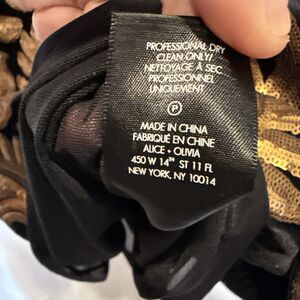 PROFESSIONAL DRY
CLEAN ONLY/
NETTOYAGE À SEC
PROFESSIONNEL
UNIQUEMENT
P
MADE IN CHINA
FABRIQUÉ EN CHINE
ALICE + OLIVIA
450 W 14TH ST 11 FL
NEW YORK, NY 10014